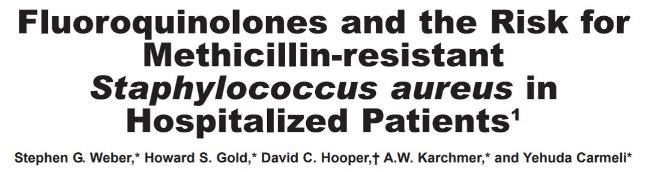 Fluoroquinolones and the Risk for
Methicillin-resistant
Staphylococcus aureus in
Hospitalized Patients¹
Stephen G. Weber,* Howard S. Gold,* David C. Hooper,† A.W. Karchmer,* and Yehuda Carmeli*